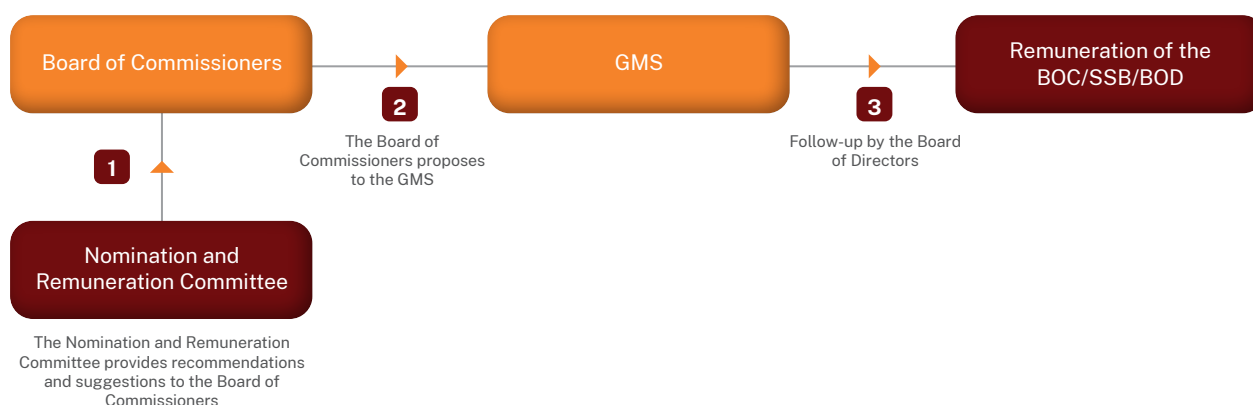 Board of Commissioners
GMS
Remuneration of the
BOC/SSB/BOD
2
The Board of
Commissioners proposes
to the GMS
3
Follow-up by the Board
of Directors
1
Nomination and
Remuneration Committee
The Nomination and Remuneration
Committee provides recommendations
and suggestions to the Board of
Commissioners